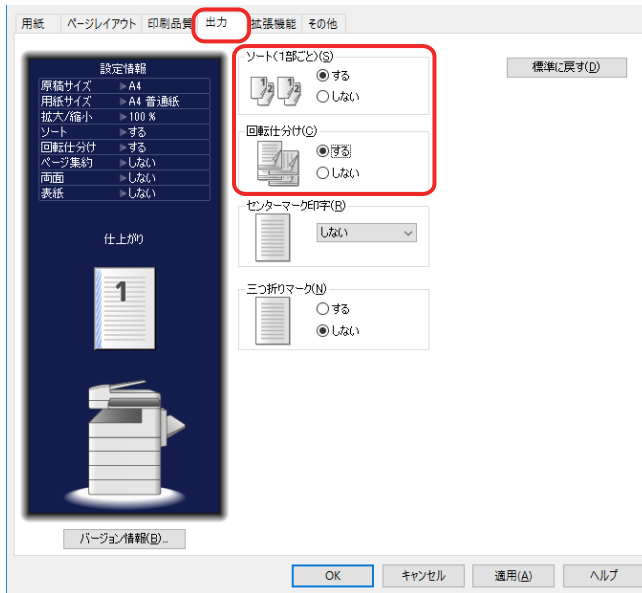 用紙 ページレイアウト 印刷品質 出力 拡張機能 その他
設定情報
原稿サイズ ▶A4
用紙サイズ ▶A4 普通紙
拡大/縮小 ▶100 %
ソート ▶する
回転仕分け ▶する
ページ集約 ▶しない
両面 ▶しない
表紙 ▶しない
仕上がり
1
バージョン情報(B)...
ソート(1部ごと)(S)
1 2 1 2
する
しない
回転仕分け(C)
する
しない
センターマーク印字(R)
しない
三つ折りマーク(N)
する
しない
標準に戻す(D)
OK キャンセル 適用(A) ヘルプ